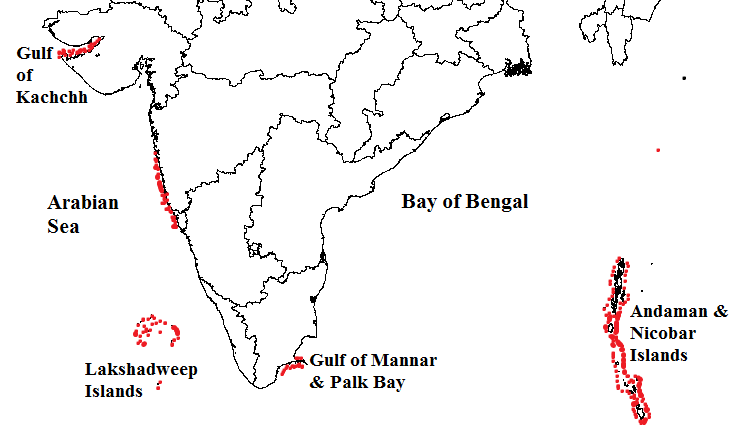 Gulf
of
Kachchh
Arabian
Sea
Bay of Bengal
Andaman &
Nicobar
Islands
Lakshadweep
Islands
Gulf of Mannar
& Palk Bay